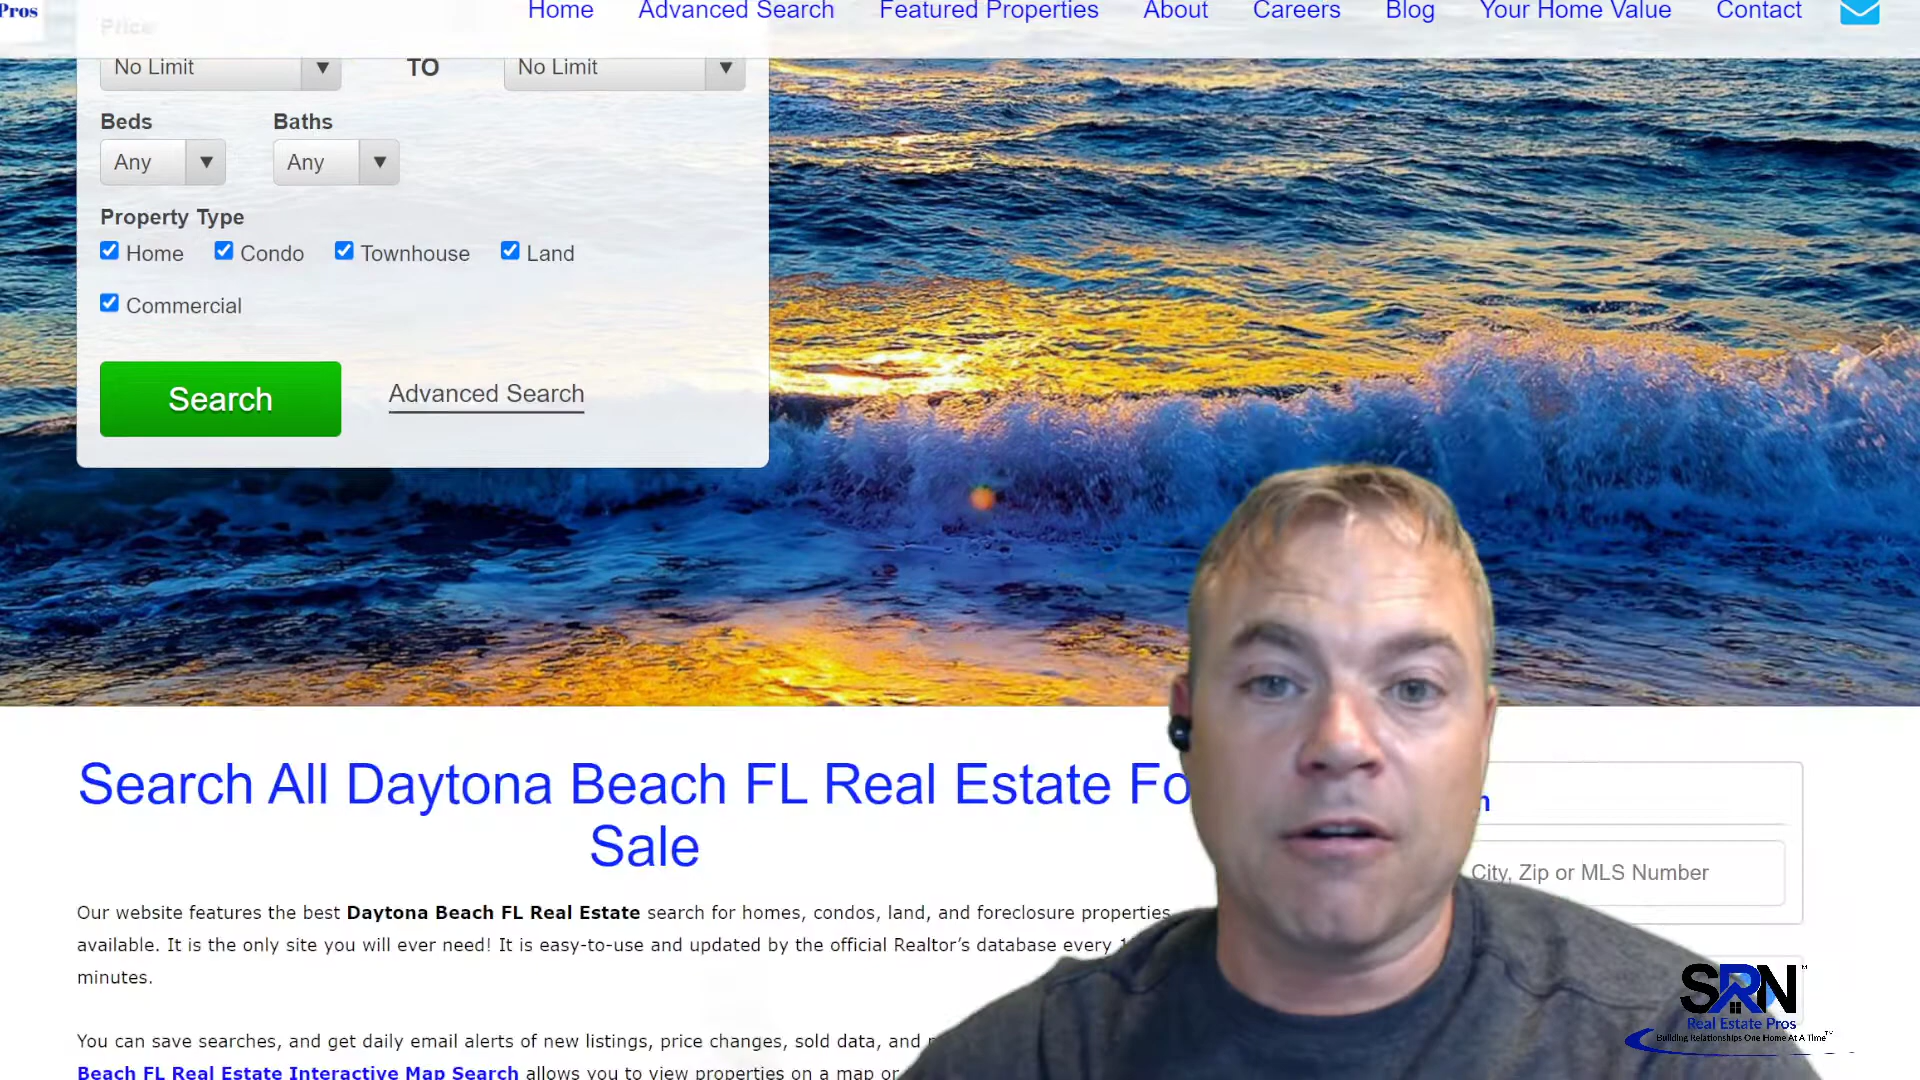 Pros
Home Advanced Search Featured Properties About Careers Blog Your Home Value Contact
Price
No Limit TO No Limit
Beds Baths
Any Any
Property Type
Home Condo Townhouse Land
Commercial
Search Advanced Search
Search All Daytona Beach FL Real Estate Fo
Sale
City, Zip or MLS Number
Our website features the best Daytona Beach FL Real Estate search for homes, condos, land, and foreclosure properties
available. It is the only site you will ever need! It is easy-to-use and updated by the official Realtor's database every
minutes.
You can save searches, and get daily email alerts of new listings, price changes, sold data, and
Beach FL Real Estate Interactive Map Search allows you to view properties on a map or
SRN
Real Estate Pros
Building Relationships One Home At A Time